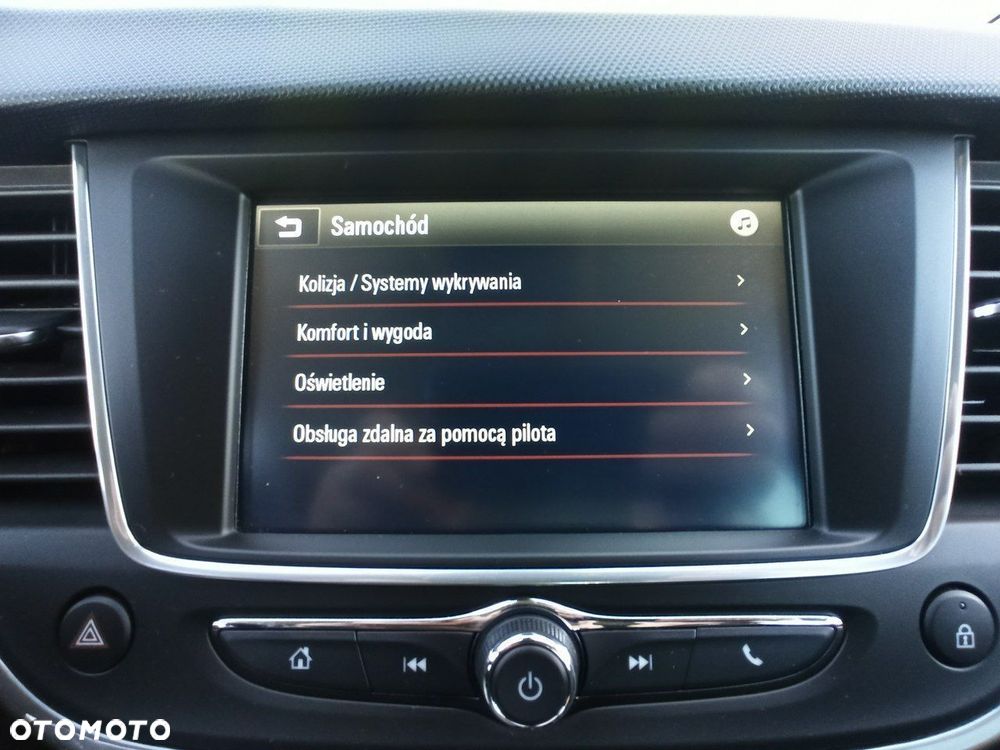 Samochód
Kolizja / Systemy wykrywania
Komfort i wygoda
Oświetlenie
Obsługa zdalna za pomocą pilota
OTOMOTO